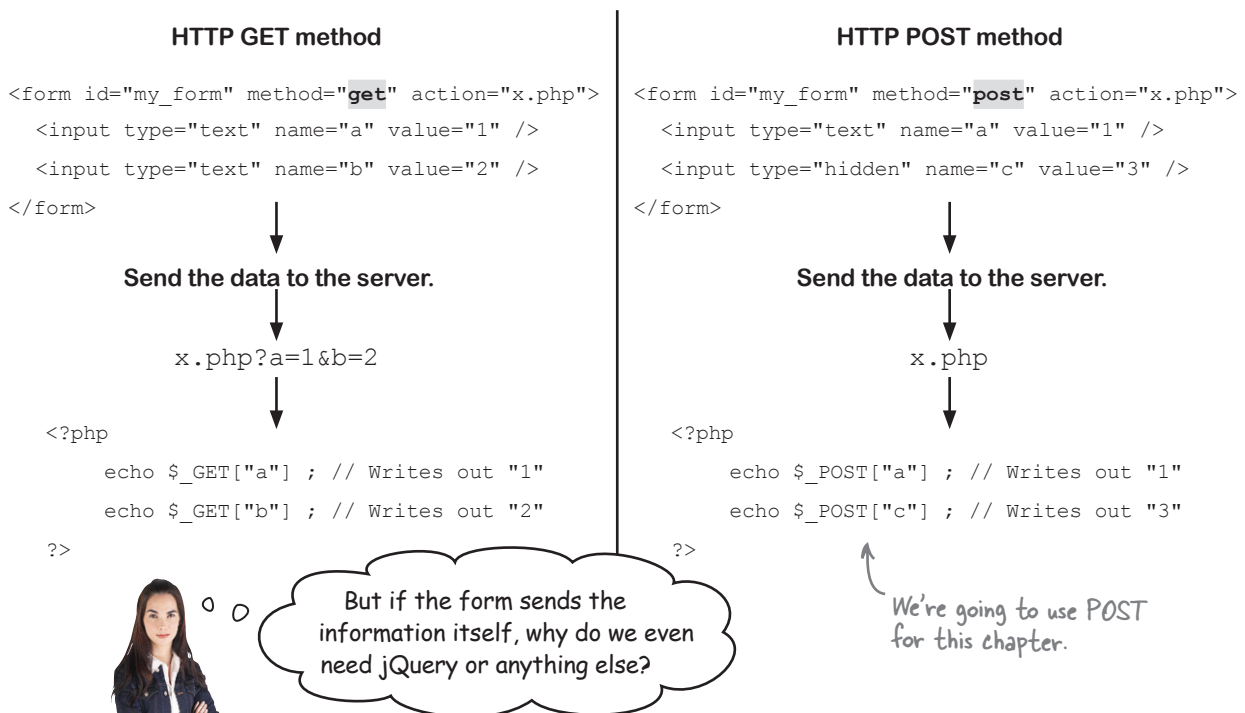 HTTP GET method
<form id="my_form" method="get" action="x.php">
<input type="text" name="a" value="1" />
<input type="text" name="b" value="2" />
</form>
Send the data to the server.
x.php?a=1&b=2
<?php
echo $_GET["a"] ; // Writes out "1"
echo $_GET["b"] ; // Writes out "2"
?>
HTTP POST method
<form id="my_form" method="post" action="x.php">
<input type="text" name="a" value="1" />
<input type="hidden" name="c" value="3" />
</form>
Send the data to the server.
x.php
<?php
echo $_POST["a"] ; // Writes out "1"
echo $_POST["c"] ; // Writes out "3"
?>
We're going to use POST
for this chapter.
But if the form sends the
information itself, why do we even
need jQuery or anything else?